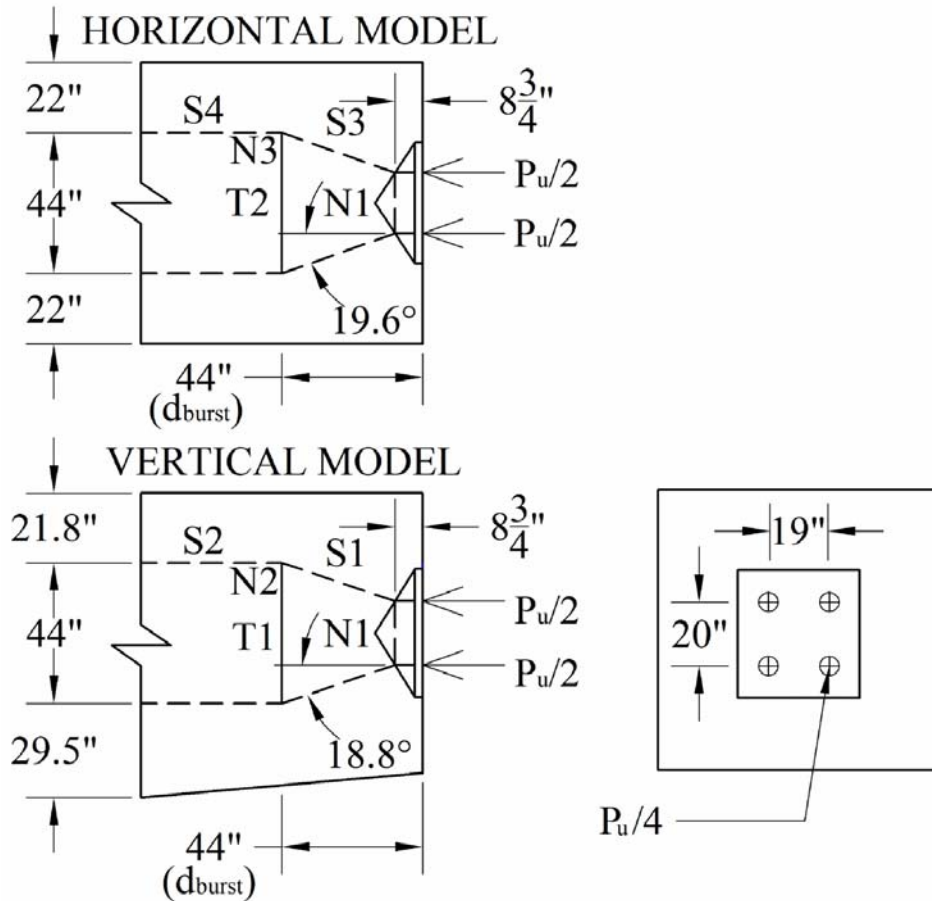 HORIZONTAL MODEL
22"
S4
S3
8 3/4"
N3
Pu/2
44"
T2
N1
Pu/2
22"
19.6°
44"
(dburst)
VERTICAL MODEL
21.8"
S2
S1
8 3/4"
19"
N2
Pu/2
44"
T1
N1
20"
Pu/2
29.5"
18.8°
Pu/4
44"
(dburst)